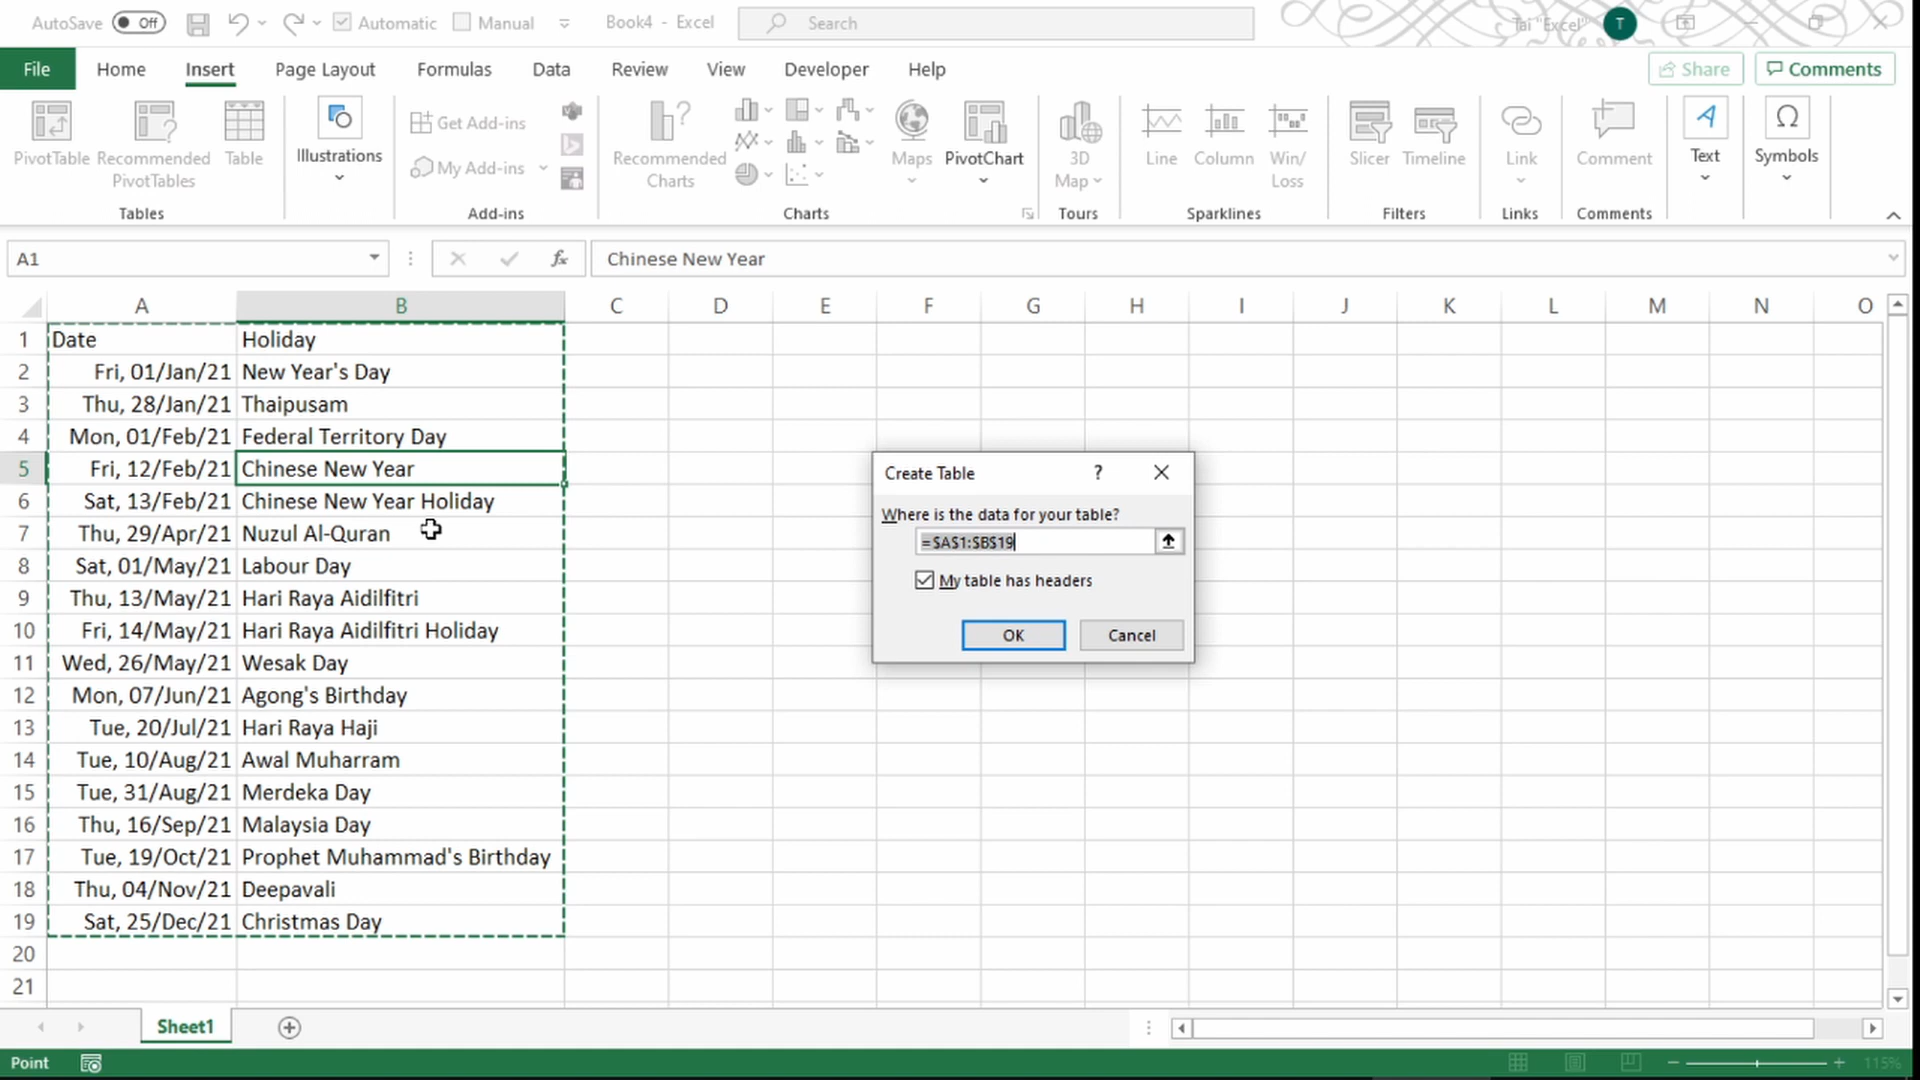 AutoSave Off Automatic Manual Book4 - Excel Search Tai "Excel" T
File Home Insert Page Layout Formulas Data Review View Developer Help Share Comments
PivotTable Recommended PivotTables Table
Tables
Illustrations
Get Add-ins
My Add-ins
Add-ins
Recommended Charts
Maps PivotChart
Charts
3D Map
Tours
Line Column Win/Loss
Sparklines
Slicer Timeline
Filters
Link
Links
Comment
Comments
Text
Symbols
A1 fx Chinese New Year
A B C D E F G H I J K L M N O
1 Date Holiday
2 Fri, 01/Jan/21 New Year's Day
3 Thu, 28/Jan/21 Thaipusam
4 Mon, 01/Feb/21 Federal Territory Day
5 Fri, 12/Feb/21 Chinese New Year
6 Sat, 13/Feb/21 Chinese New Year Holiday
7 Thu, 29/Apr/21 Nuzul Al-Quran
8 Sat, 01/May/21 Labour Day
9 Thu, 13/May/21 Hari Raya Aidilfitri
10 Fri, 14/May/21 Hari Raya Aidilfitri Holiday
11 Wed, 26/May/21 Wesak Day
12 Mon, 07/Jun/21 Agong's Birthday
13 Tue, 20/Jul/21 Hari Raya Haji
14 Tue, 10/Aug/21 Awal Muharram
15 Tue, 31/Aug/21 Merdeka Day
16 Thu, 16/Sep/21 Malaysia Day
17 Tue, 19/Oct/21 Prophet Muhammad's Birthday
18 Thu, 04/Nov/21 Deepavali
19 Sat, 25/Dec/21 Christmas Day
20
21
Create Table ?
Where is the data for your table?
=$A$1:$B$19
My table has headers
OK Cancel
Sheet1
Point 115%